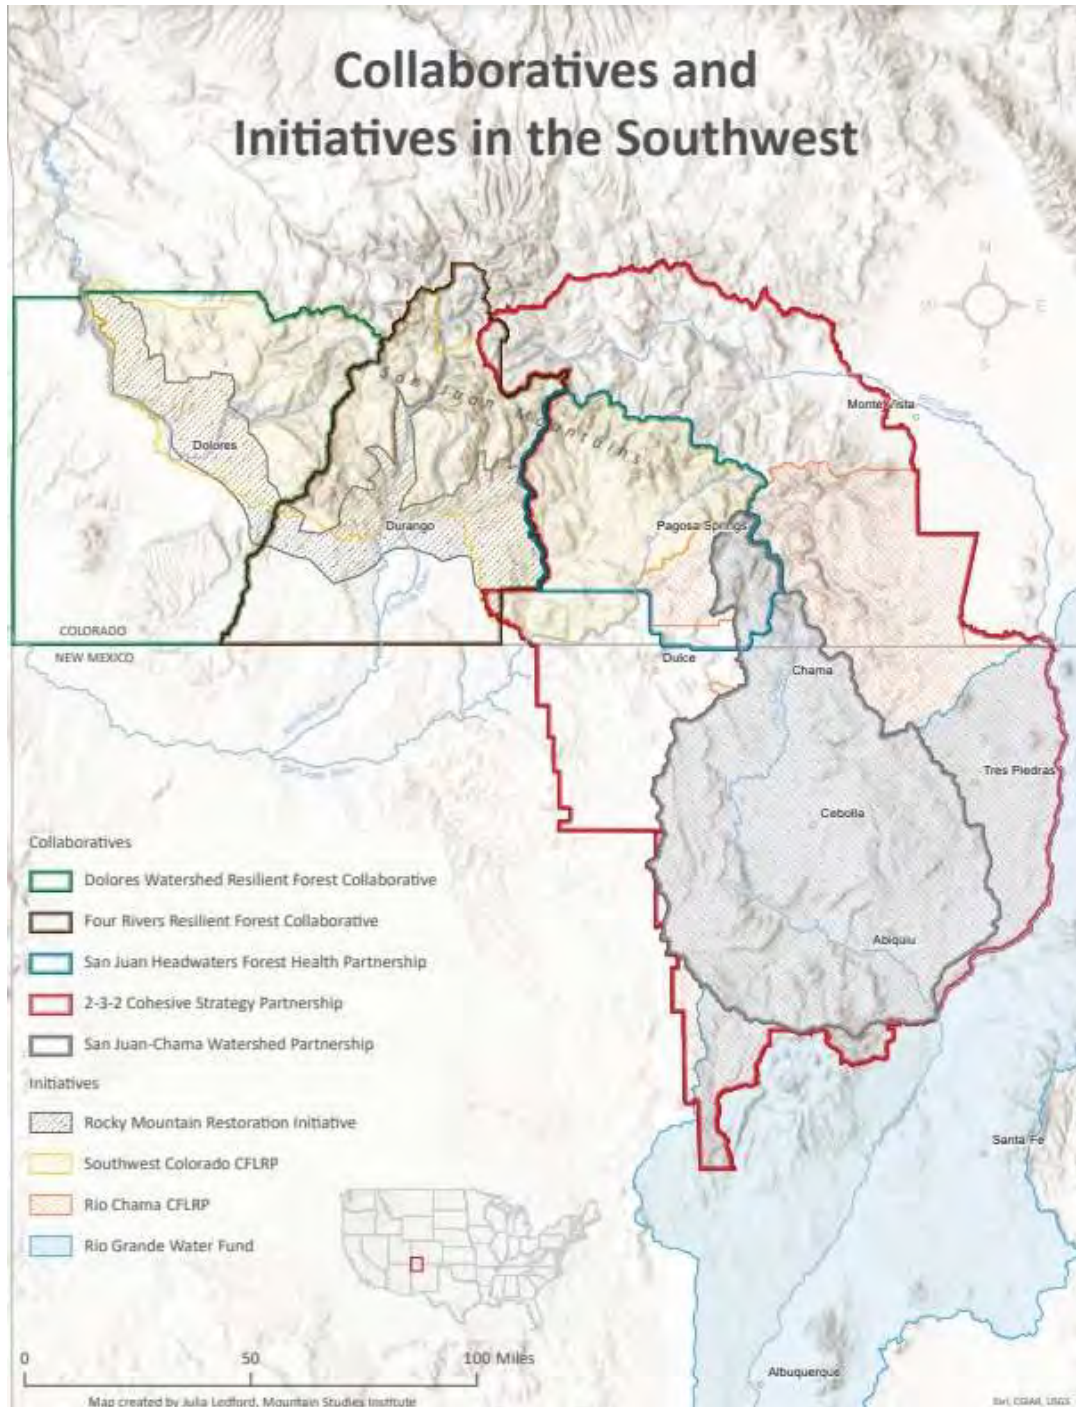 Collaboratives and
Initiatives in the Southwest
N
E
S
Monte Vista
San Juan Mountains
Dolores
Pagosa Springs
Durango
COLORADO
NEW MEXICO
Dulce
Chama
Tres Piedras
Cebolla
Abiquiu
Santa Fe
Albuquerque
Collaboratives
Dolores Watershed Resilient Forest Collaborative
Four Rivers Resilient Forest Collaborative
San Juan Headwaters Forest Health Partnership
2-3-2 Cohesive Strategy Partnership
San Juan-Chama Watershed Partnership
Initiatives
Rocky Mountain Restoration Initiative
Southwest Colorado CFLRP
Rio Chama CFLRP
Rio Grande Water Fund
0 50 100 Miles
Map created by Julia Ledford, Mountain Studies Institute
Esri, CGIAR, USGS